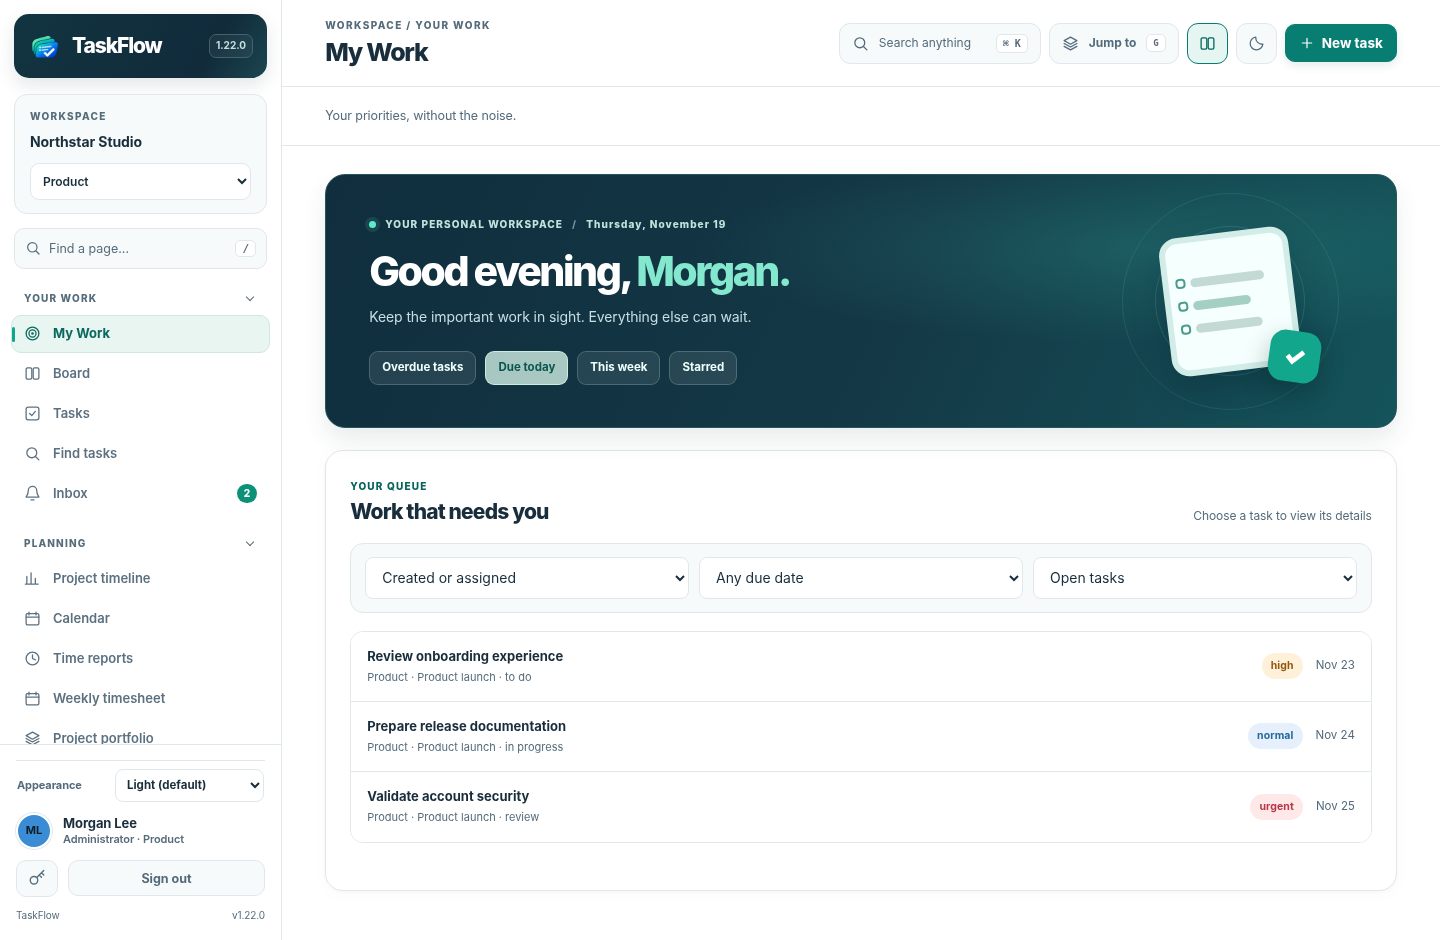 TaskFlow
1.22.0
WORKSPACE
Northstar Studio
Product
Find a page...
/
YOUR WORK
My Work
Board
Tasks
Find tasks
Inbox
2
PLANNING
Project timeline
Calendar
Time reports
Weekly timesheet
Project portfolio
Appearance
Light (default)
ML
Morgan Lee
Administrator · Product
Sign out
TaskFlow
v1.22.0
WORKSPACE / YOUR WORK
My Work
Search anything
⌘ K
Jump to
G
New task
Your priorities, without the noise.
YOUR PERSONAL WORKSPACE / Thursday, November 19
Good evening, Morgan.
Keep the important work in sight. Everything else can wait.
Overdue tasks
Due today
This week
Starred
YOUR QUEUE
Work that needs you
Choose a task to view its details
Created or assigned
Any due date
Open tasks
Review onboarding experience
Product · Product launch · to do
high
Nov 23
Prepare release documentation
Product · Product launch · in progress
normal
Nov 24
Validate account security
Product · Product launch · review
urgent
Nov 25